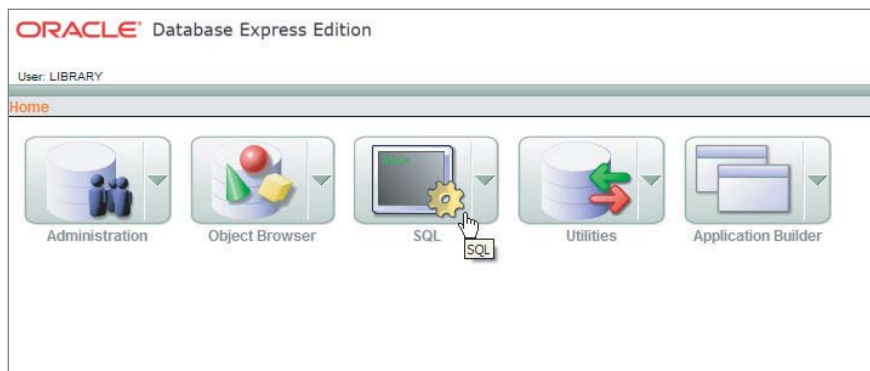 ORACLE® Database Express Edition
User: LIBRARY
Home
Administration
Object Browser
SQL
Utilities
Application Builder
SQL